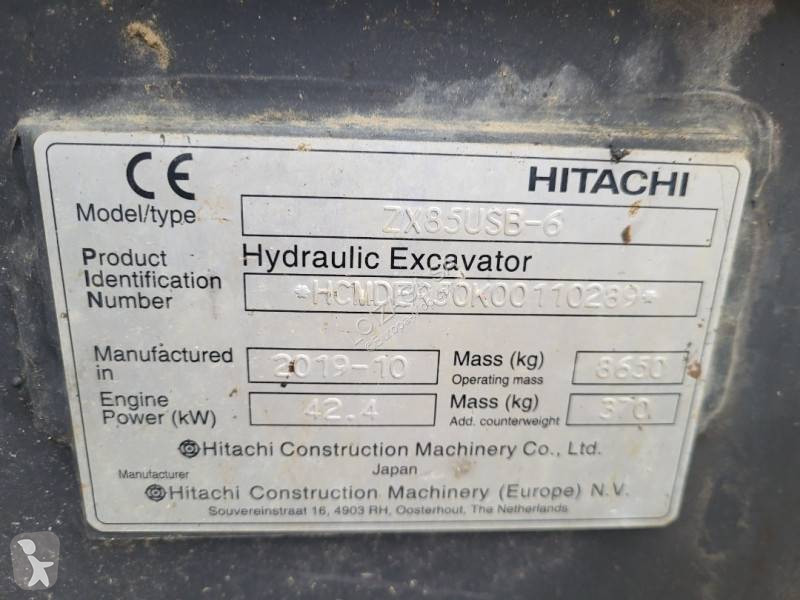 CE
HITACHI
Model/type ZX85USB-6
Product Hydraulic Excavator
Identification
Number
Manufactured in 2019-10 Mass (kg) Operating mass 8650
Engine Power (kW) 42.4 Mass (kg) Add. counterweight 370
Hitachi Construction Machinery Co., Ltd.
Japan
Manufacturer
Hitachi Construction Machinery (Europe) N.V.
Souvereinstraat 16, 4903 RH, Oosterhout, The Netherlands